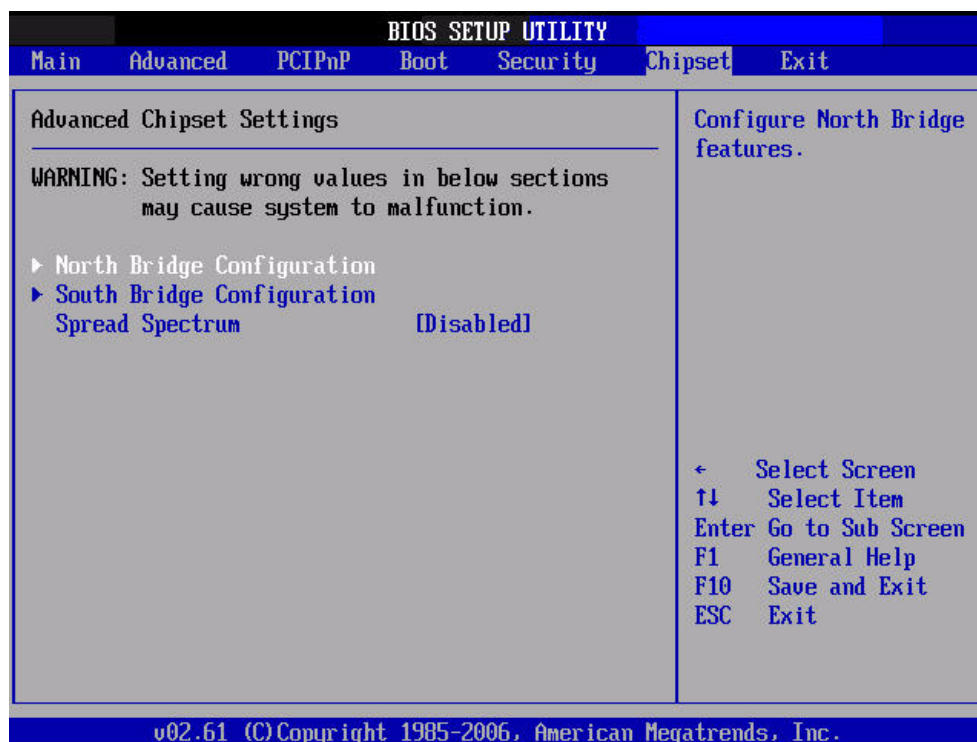 BIOS SETUP UTILITY
Main Advanced PCIPnP Boot Security Chipset Exit
Advanced Chipset Settings
WARNING: Setting wrong values in below sections
may cause system to malfunction.
▶ North Bridge Configuration
▶ South Bridge Configuration
Spread Spectrum [Disabled]
Configure North Bridge
features.
← Select Screen
↑↓ Select Item
Enter Go to Sub Screen
F1 General Help
F10 Save and Exit
ESC Exit
v02.61 (C)Copyright 1985-2006, American Megatrends, Inc.